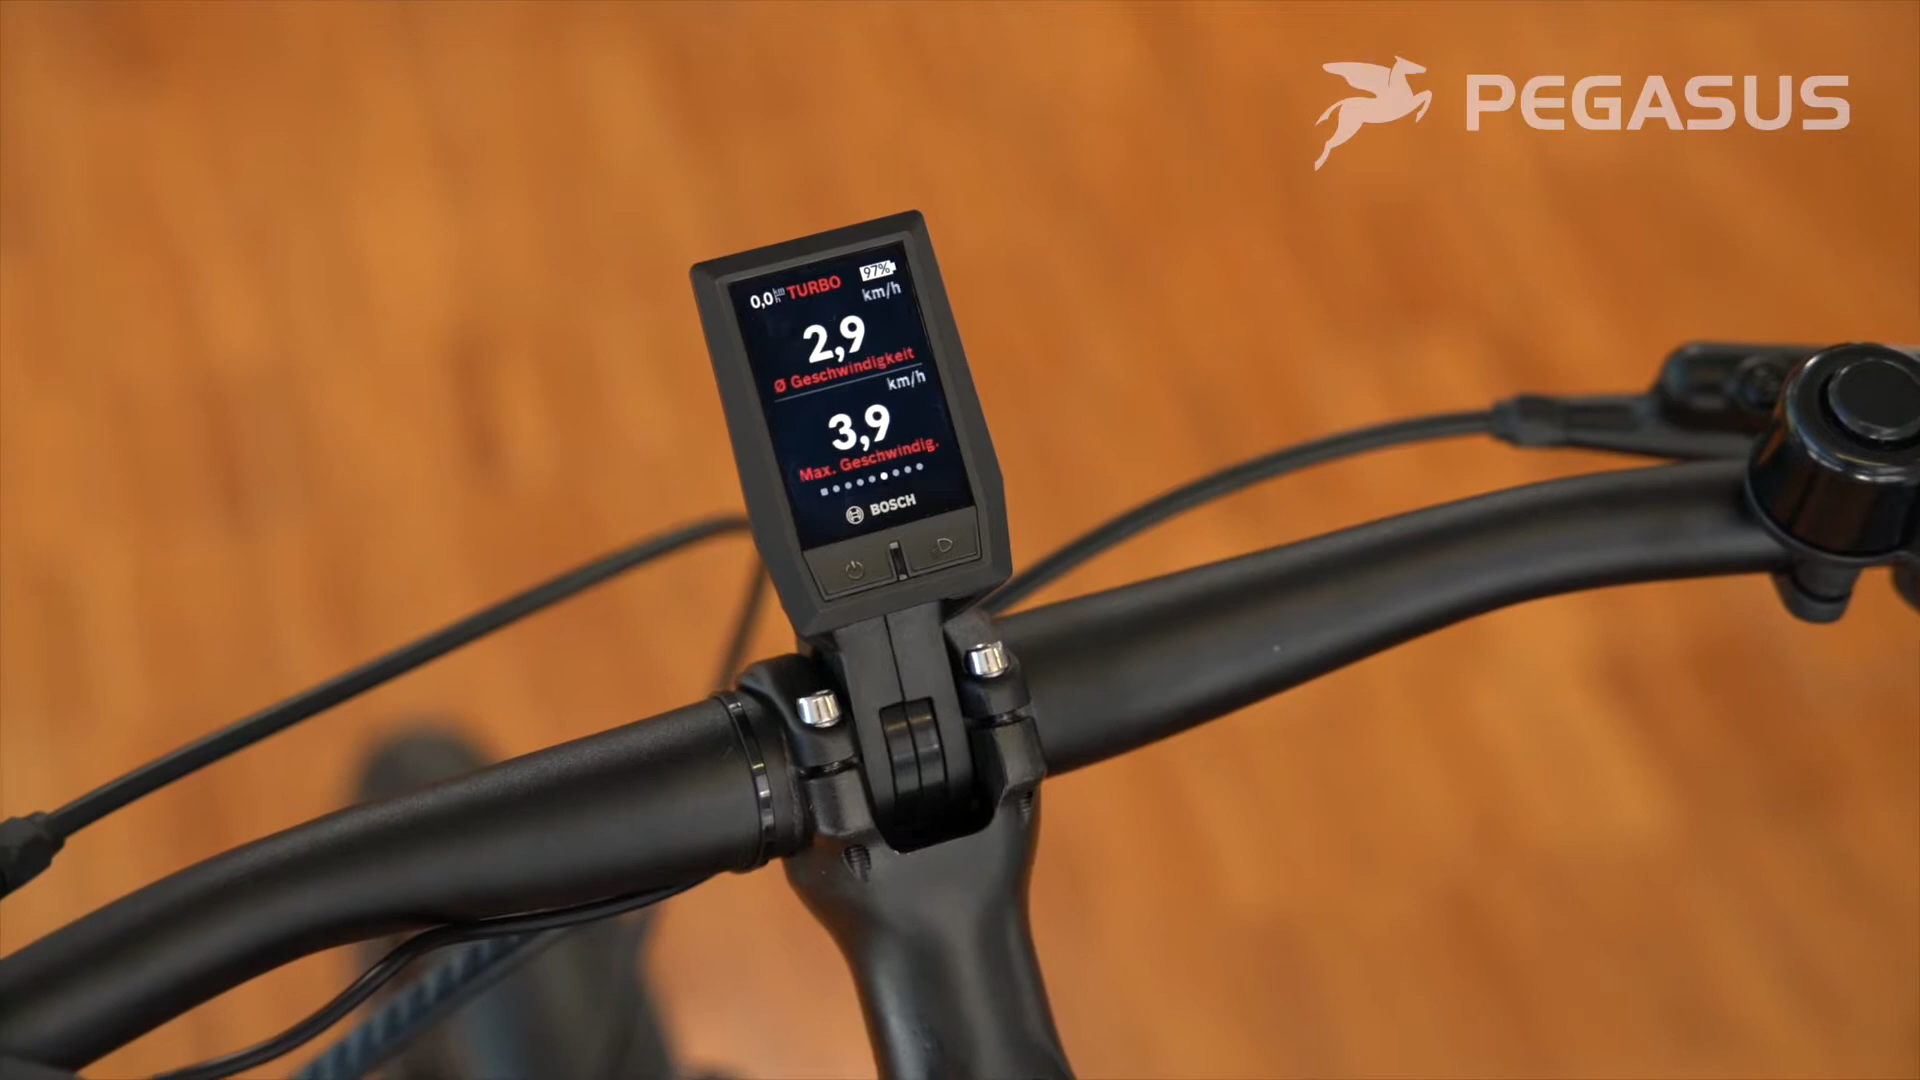 PEGASUS
97%
0,0 km/h TURBO
km/h
2,9
Ø Geschwindigkeit
km/h
3,9
Max. Geschwindig.
BOSCH